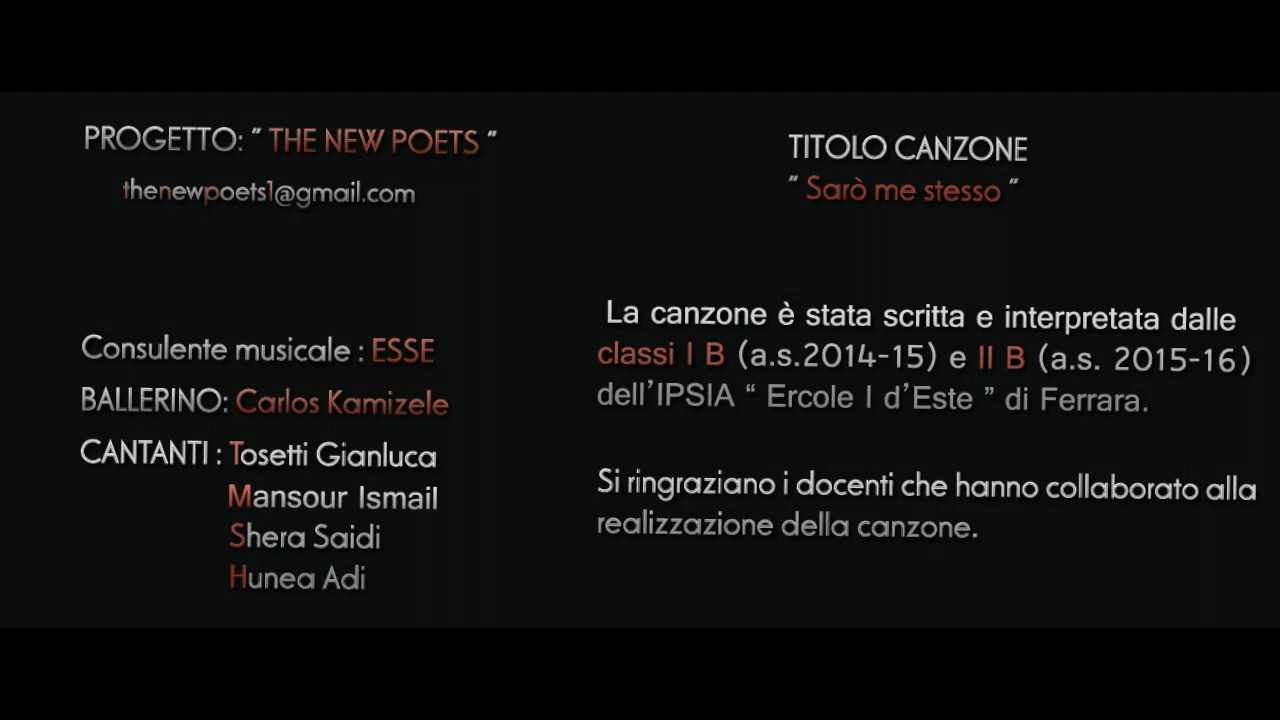 PROGETTO: " THE NEW POETS "
thenewpoets1@gmail.com
Consulente musicale : ESSE
BALLERINO: Carlos Kamizele
CANTANTI : Tosetti Gianluca
Mansour Ismail
Shera Saidi
Hunea Adi
TITOLO CANZONE
" Sarò me stesso "
La canzone è stata scritta e interpretata dalle
classi I B (a.s.2014-15) e II B (a.s. 2015-16)
dell'IPSIA “ Ercole I d'Este ” di Ferrara.
Si ringraziano i docenti che hanno collaborato alla
realizzazione della canzone.